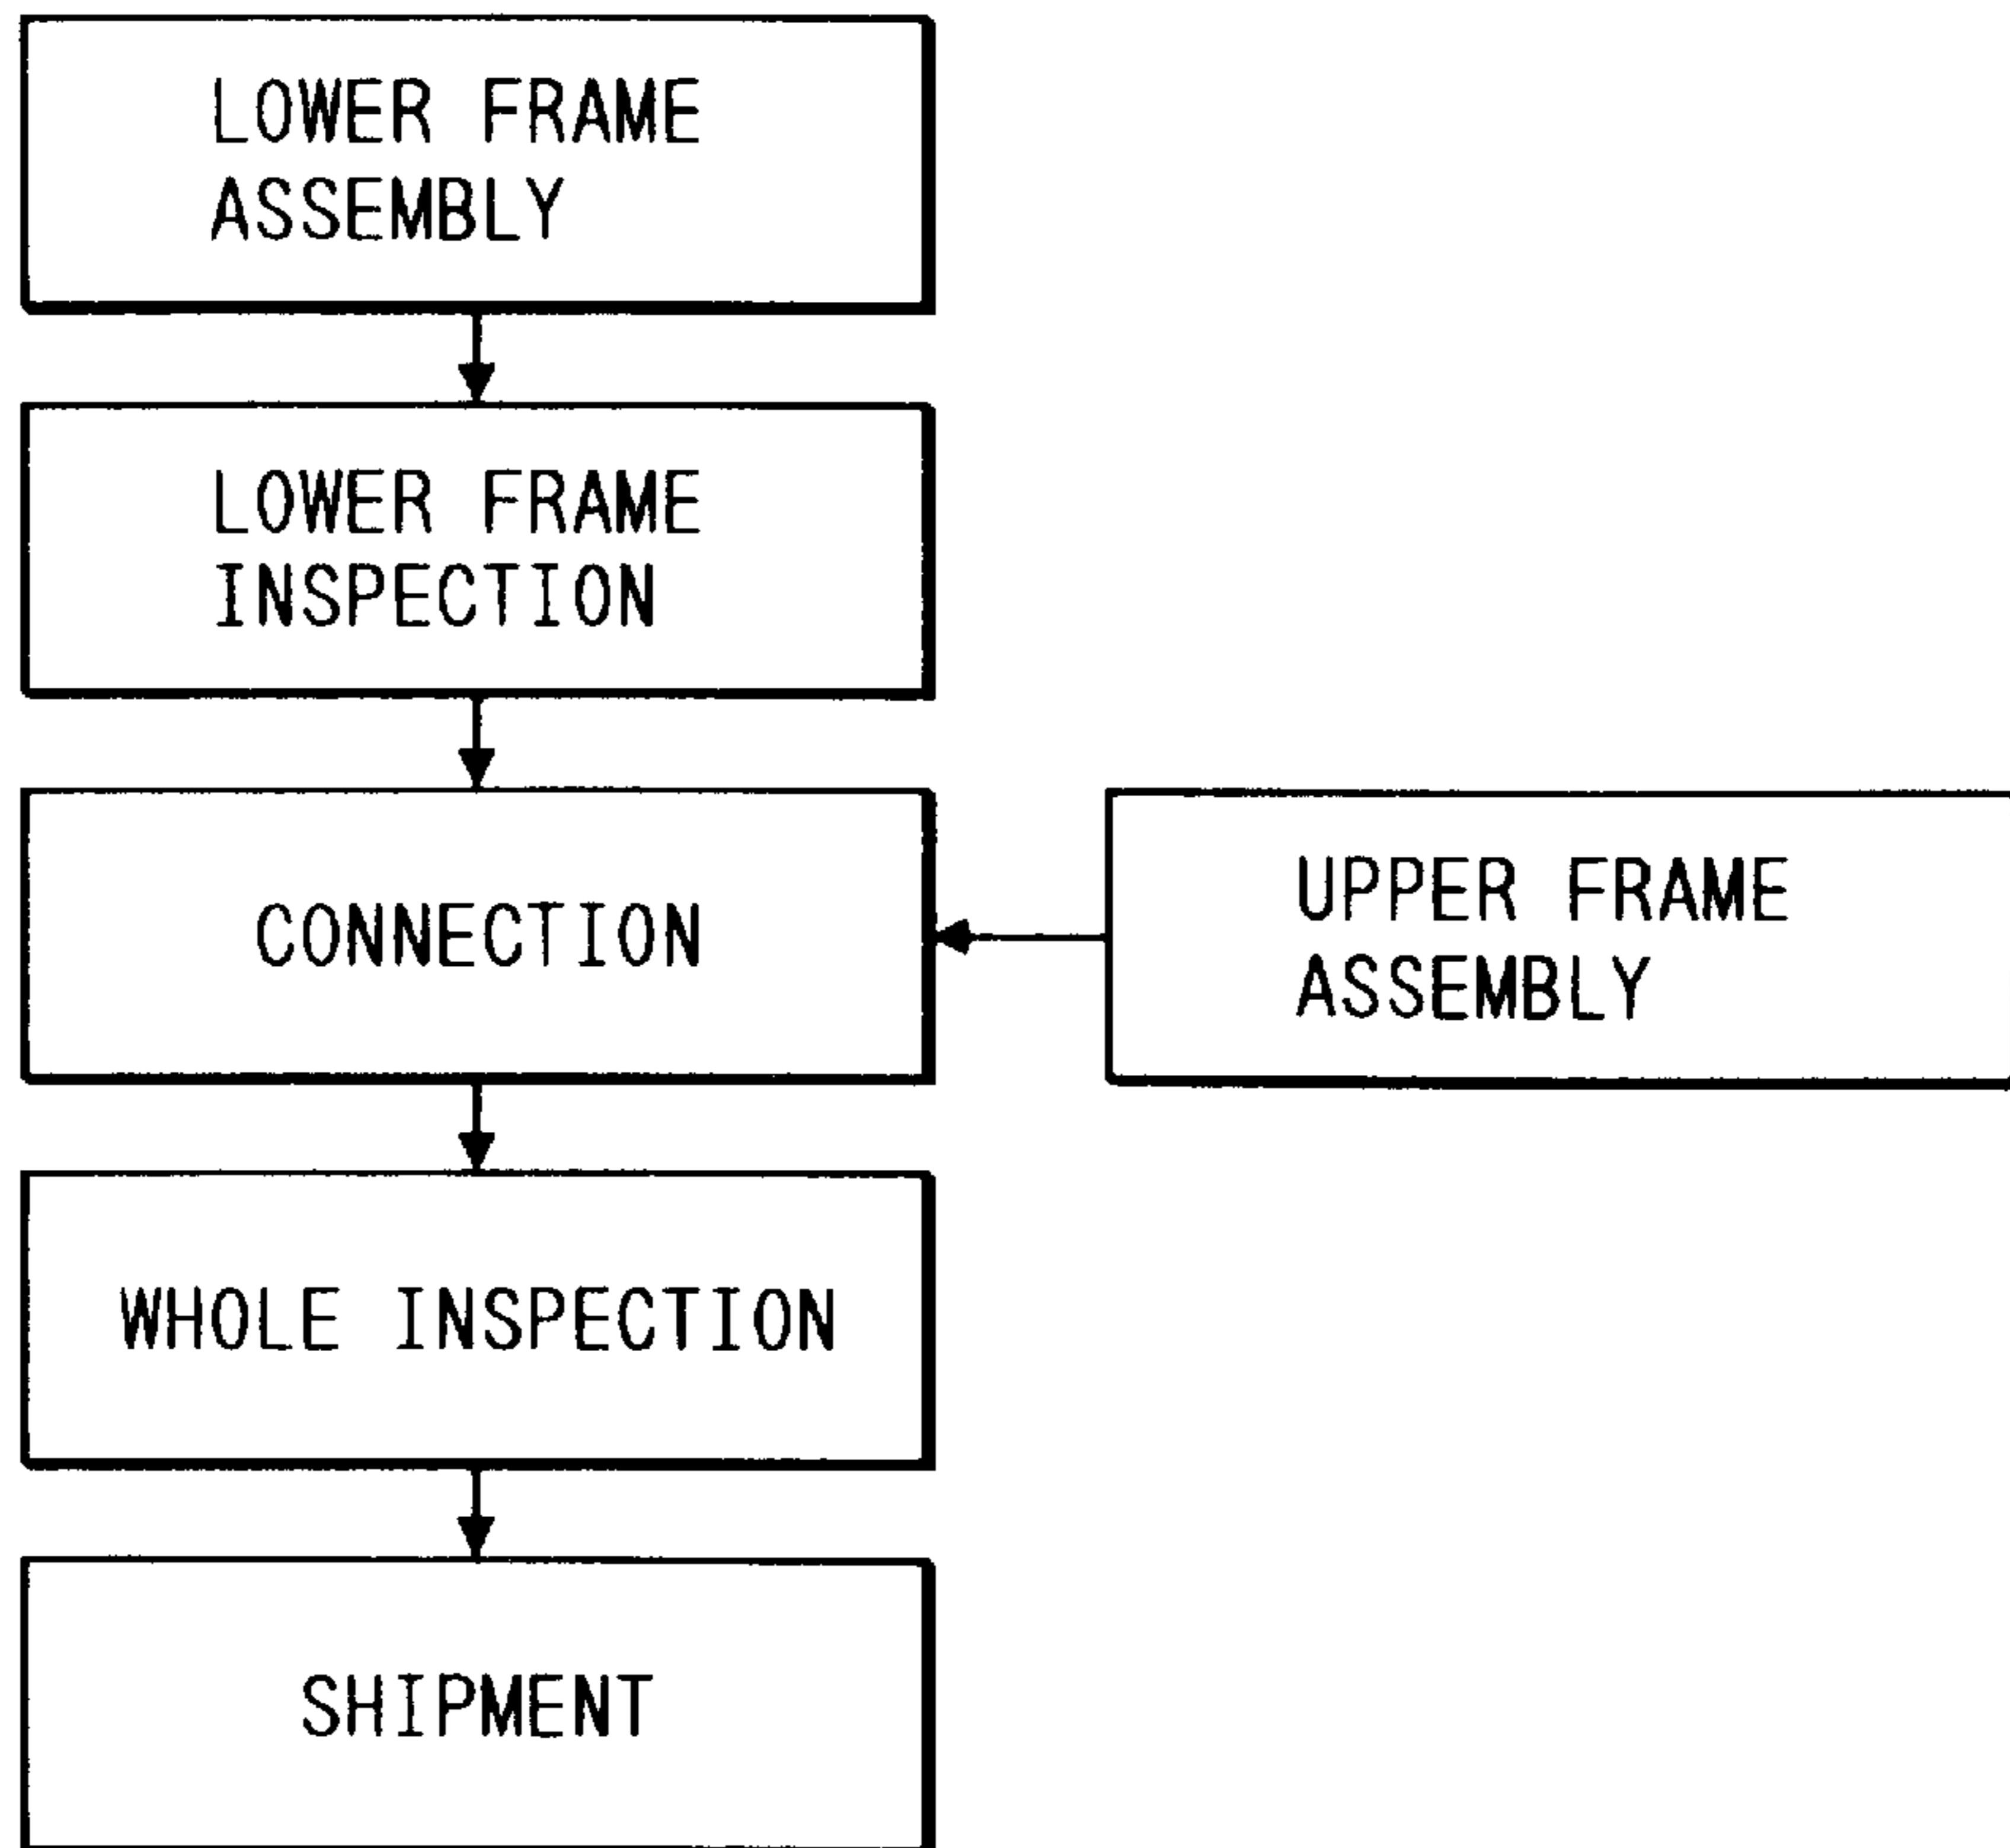 LOWER FRAME
ASSEMBLY
LOWER FRAME
INSPECTION
CONNECTION
UPPER FRAME
ASSEMBLY
WHOLE INSPECTION
SHIPMENT